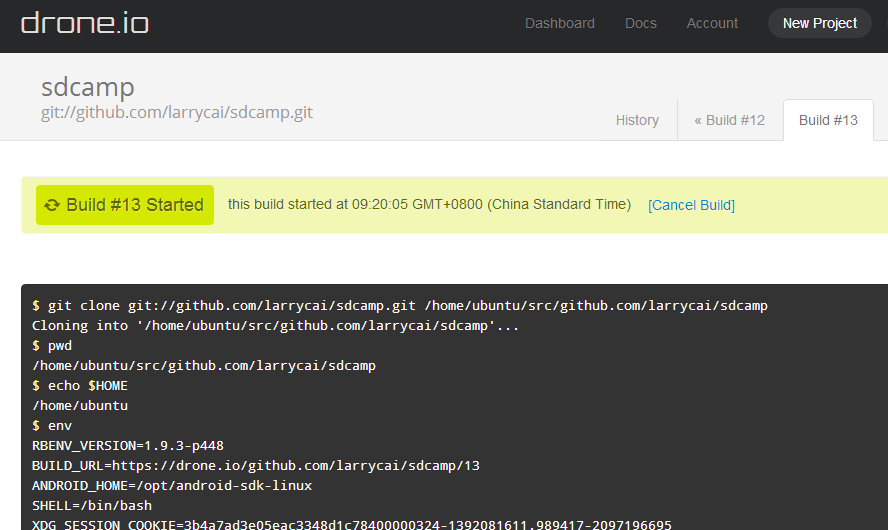 drone.io
Dashboard Docs Account New Project
sdcamp
git://github.com/larrycai/sdcamp.git
History « Build #12 Build #13
Build #13 Started this build started at 09:20:05 GMT+0800 (China Standard Time) [Cancel Build]
$ git clone git://github.com/larrycai/sdcamp.git /home/ubuntu/src/github.com/larrycai/sdcamp
Cloning into '/home/ubuntu/src/github.com/larrycai/sdcamp'...
$ pwd
/home/ubuntu/src/github.com/larrycai/sdcamp
$ echo $HOME
/home/ubuntu
$ env
RBENV_VERSION=1.9.3-p448
BUILD_URL=https://drone.io/github.com/larrycai/sdcamp/13
ANDROID_HOME=/opt/android-sdk-linux
SHELL=/bin/bash
XDG_SESSION_COOKIE=3b4a7ad3e05eac3348d1c78400000324-1392081611.989417-2097196695